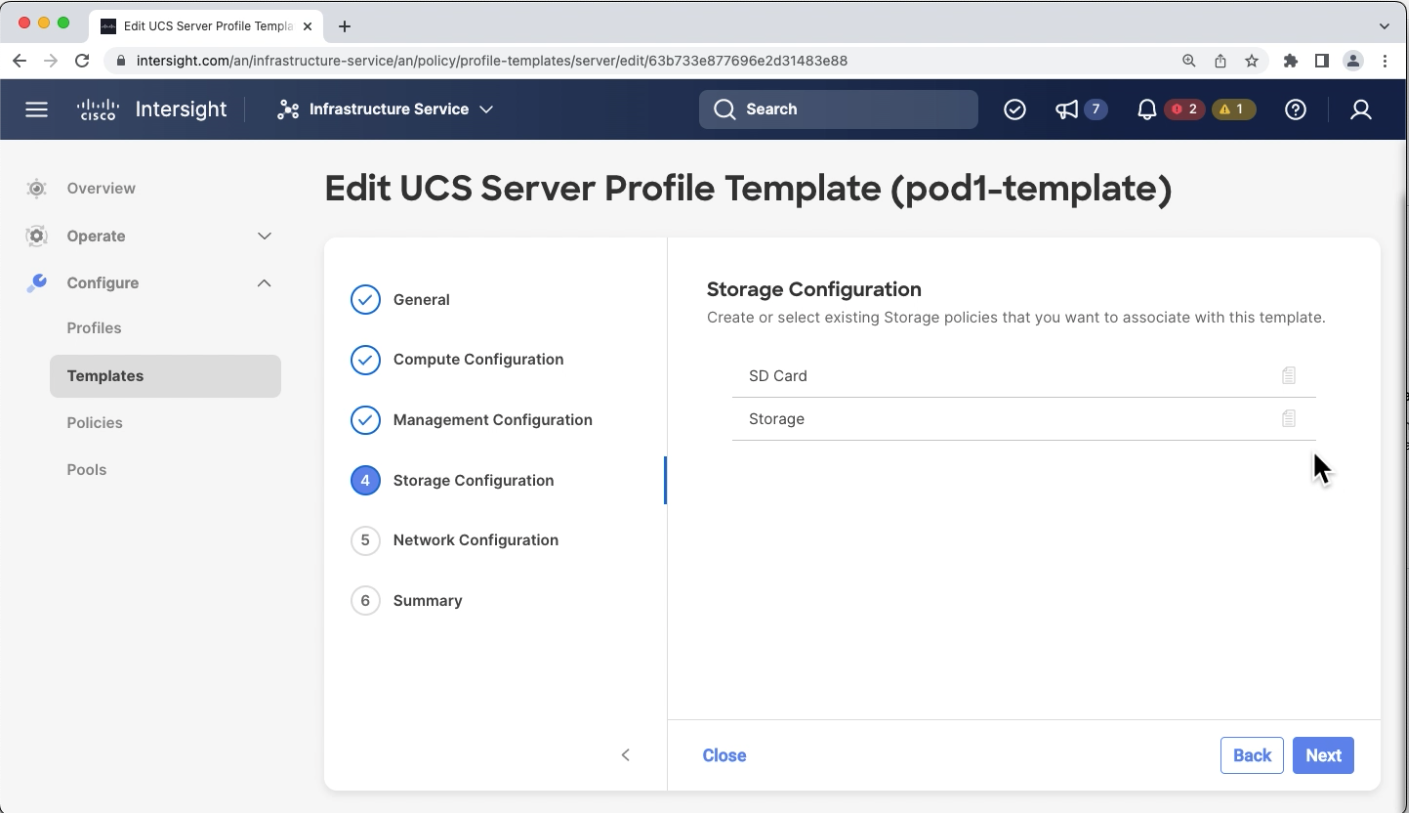 Edit UCS Server Profile Templa
intersight.com/an/infrastructure-service/an/policy/profile-templates/server/edit/63b733e877696e2d31483e88
cisco Intersight Infrastructure Service Search 7 2 1
Overview
Operate
Configure
Profiles
Templates
Policies
Pools
Edit UCS Server Profile Template (pod1-template)
General
Compute Configuration
Management Configuration
4 Storage Configuration
5 Network Configuration
6 Summary
Storage Configuration
Create or select existing Storage policies that you want to associate with this template.
SD Card
Storage
Close Back Next